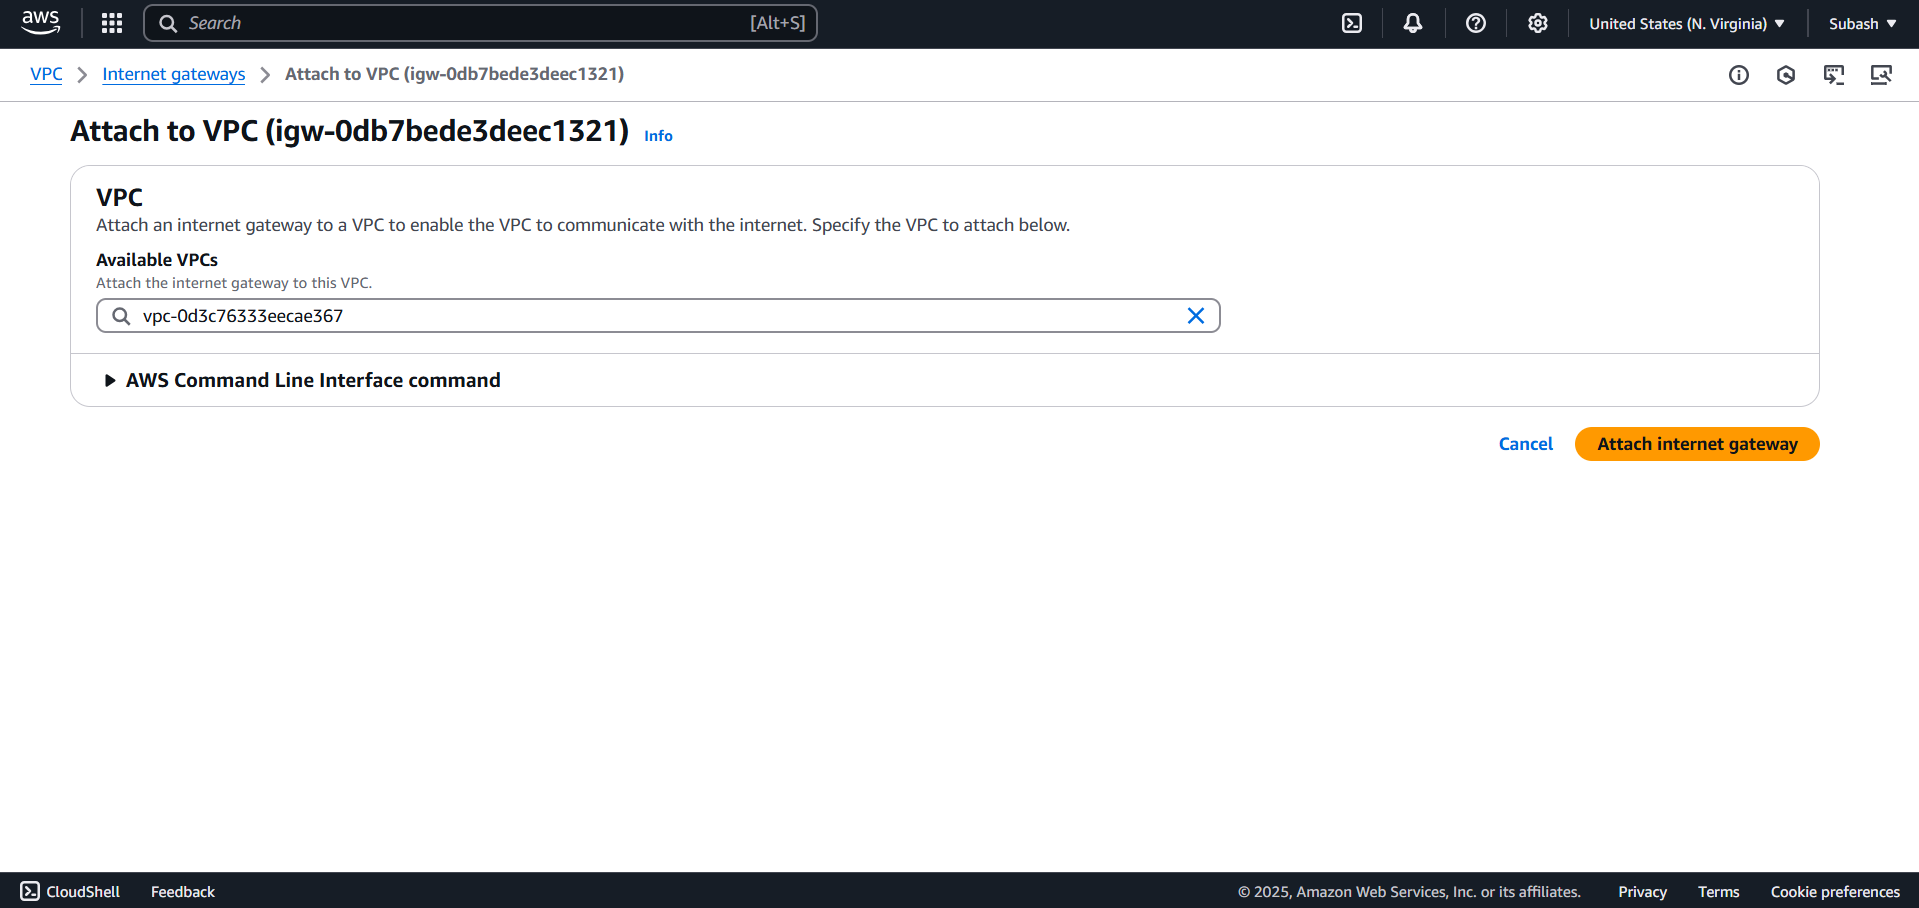 aws Search [Alt+S] United States (N. Virginia) Subash
VPC Internet gateways Attach to VPC (igw-0db7bede3deec1321)
Attach to VPC (igw-0db7bede3deec1321) Info
VPC
Attach an internet gateway to a VPC to enable the VPC to communicate with the internet. Specify the VPC to attach below.
Available VPCs
Attach the internet gateway to this VPC.
vpc-0d3c76333eecae367
AWS Command Line Interface command
Cancel Attach internet gateway
CloudShell Feedback © 2025, Amazon Web Services, Inc. or its affiliates. Privacy Terms Cookie preferences